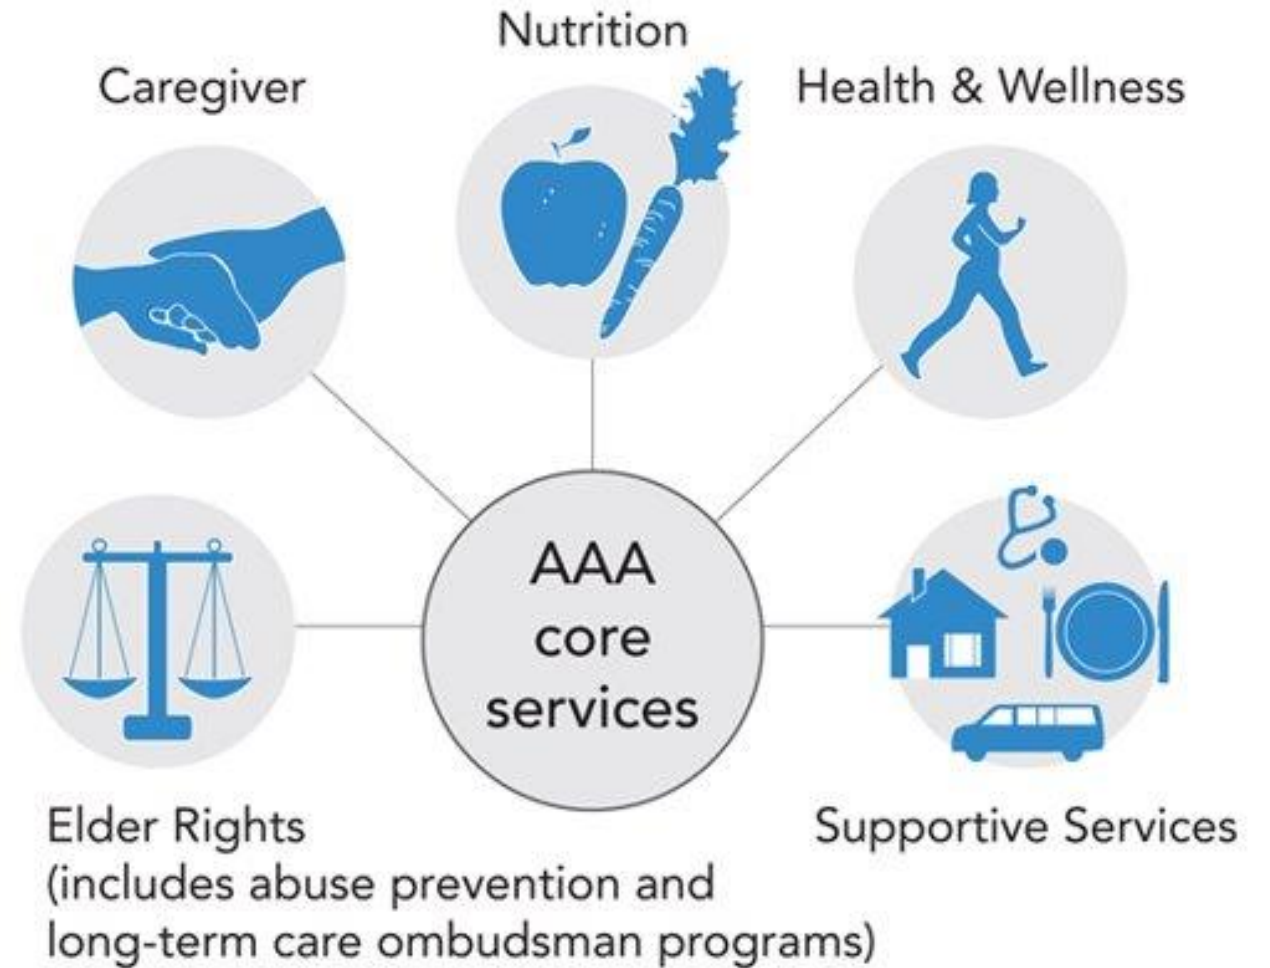 Nutrition
Caregiver
Health & Wellness
AAA
core
services
Elder Rights
(includes abuse prevention and
long-term care ombudsman programs)
Supportive Services